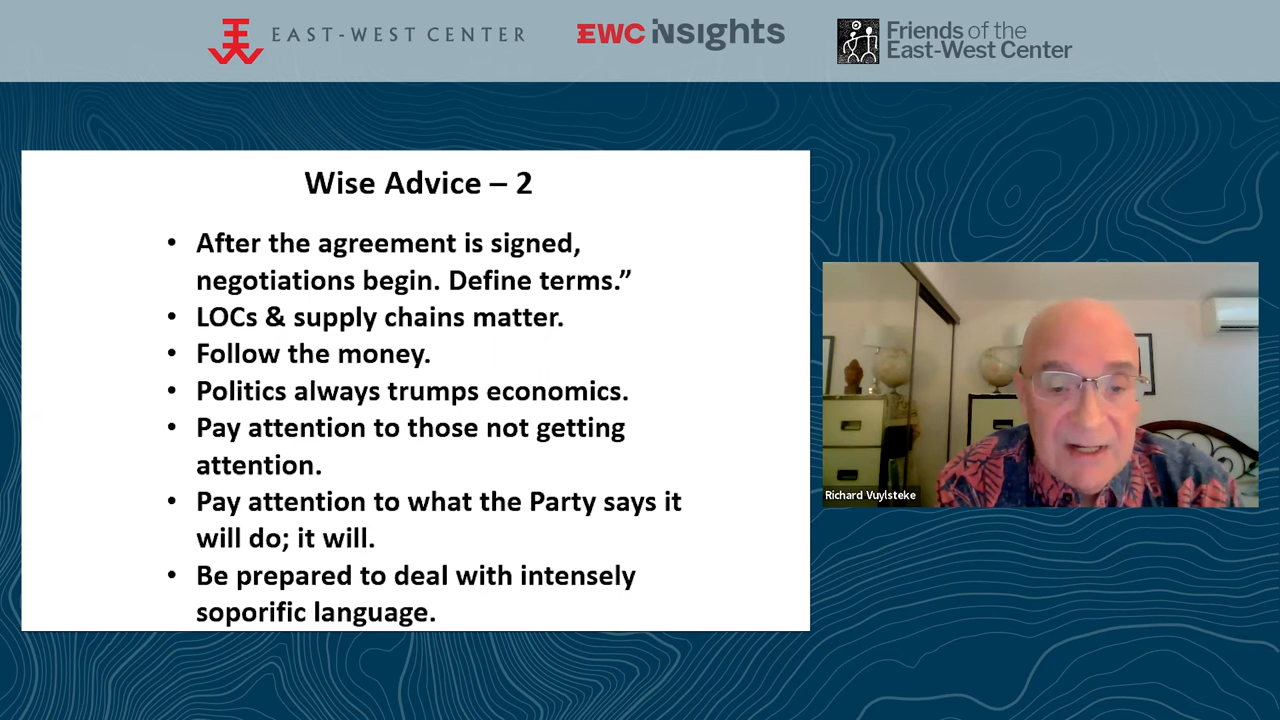 EAST-WEST CENTER
EWC iNsights
Friends of the
East-West Center
Wise Advice – 2
• After the agreement is signed,
negotiations begin. Define terms.”
• LOCs & supply chains matter.
• Follow the money.
• Politics always trumps economics.
• Pay attention to those not getting
attention.
• Pay attention to what the Party says it
will do; it will.
• Be prepared to deal with intensely
soporific language.
Richard Vuylsteke